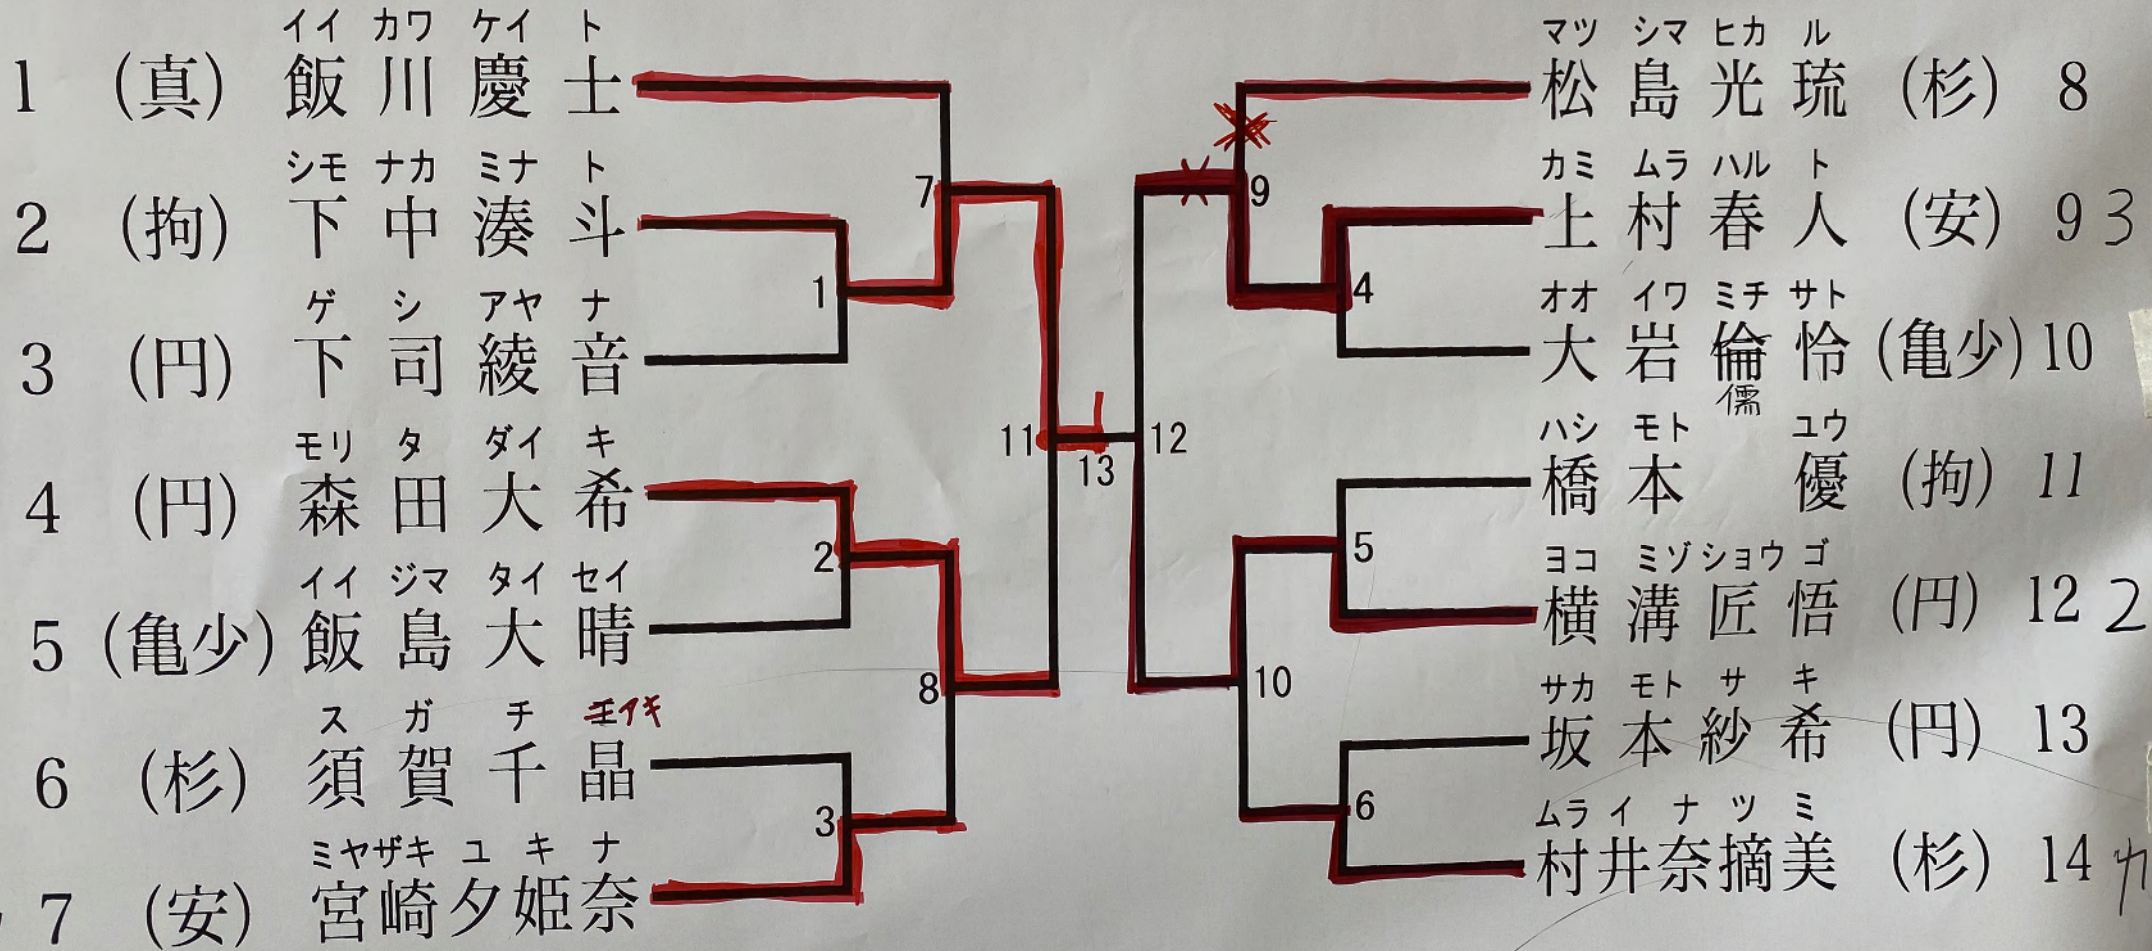 イイ カワ ケイ ト
1 (真) 飯川慶士
シモ ナカ ミナ ト
2 (拘) 下中湊斗
ゲ シ アヤ ナ
3 (円) 下司綾音
モリ タ ダイ キ
4 (円) 森田大希
イイ ジマ タイ セイ
5 (亀少) 飯島大晴
ス ガ チ アキ
6 (杉) 須賀千晶
ミヤザキ ユ キ ナ
7 (安) 宮崎夕姫奈
1
2
3
7
8
11
13
12
9
10
4
5
6
マツ シマ ヒカ ル
松島光琉 (杉) 8
カミ ムラ ハル ト
上村春人 (安) 9 3
オオ イワ ミチ サト
大岩倫怜 (亀少) 10
儒
ハシ モト ユウ
橋本 優 (拘) 11
ヨコ ミゾ ショウ ゴ
横溝匠悟 (円) 12 2
サカ モト サ キ
坂本紗希 (円) 13
ムラ イ ナ ツ ミ
村井奈摘美 (杉) 14